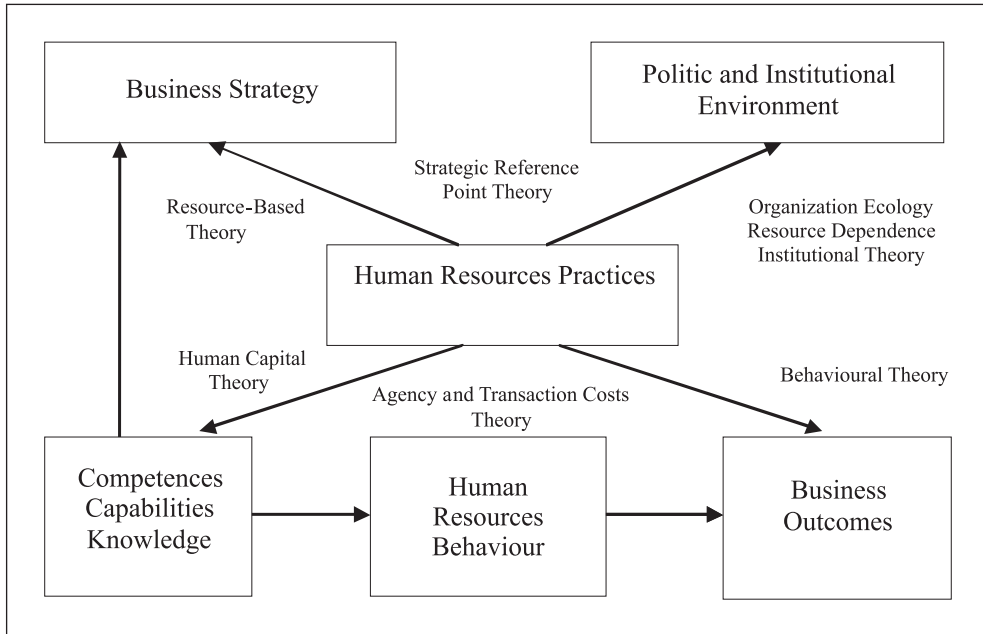 Business Strategy
Politic and Institutional
Environment
Strategic Reference
Point Theory
Resource-Based
Theory
Organization Ecology
Resource Dependence
Institutional Theory
Human Resources Practices
Human Capital
Theory
Agency and Transaction Costs
Theory
Behavioural Theory
Competences
Capabilities
Knowledge
Human
Resources
Behaviour
Business
Outcomes